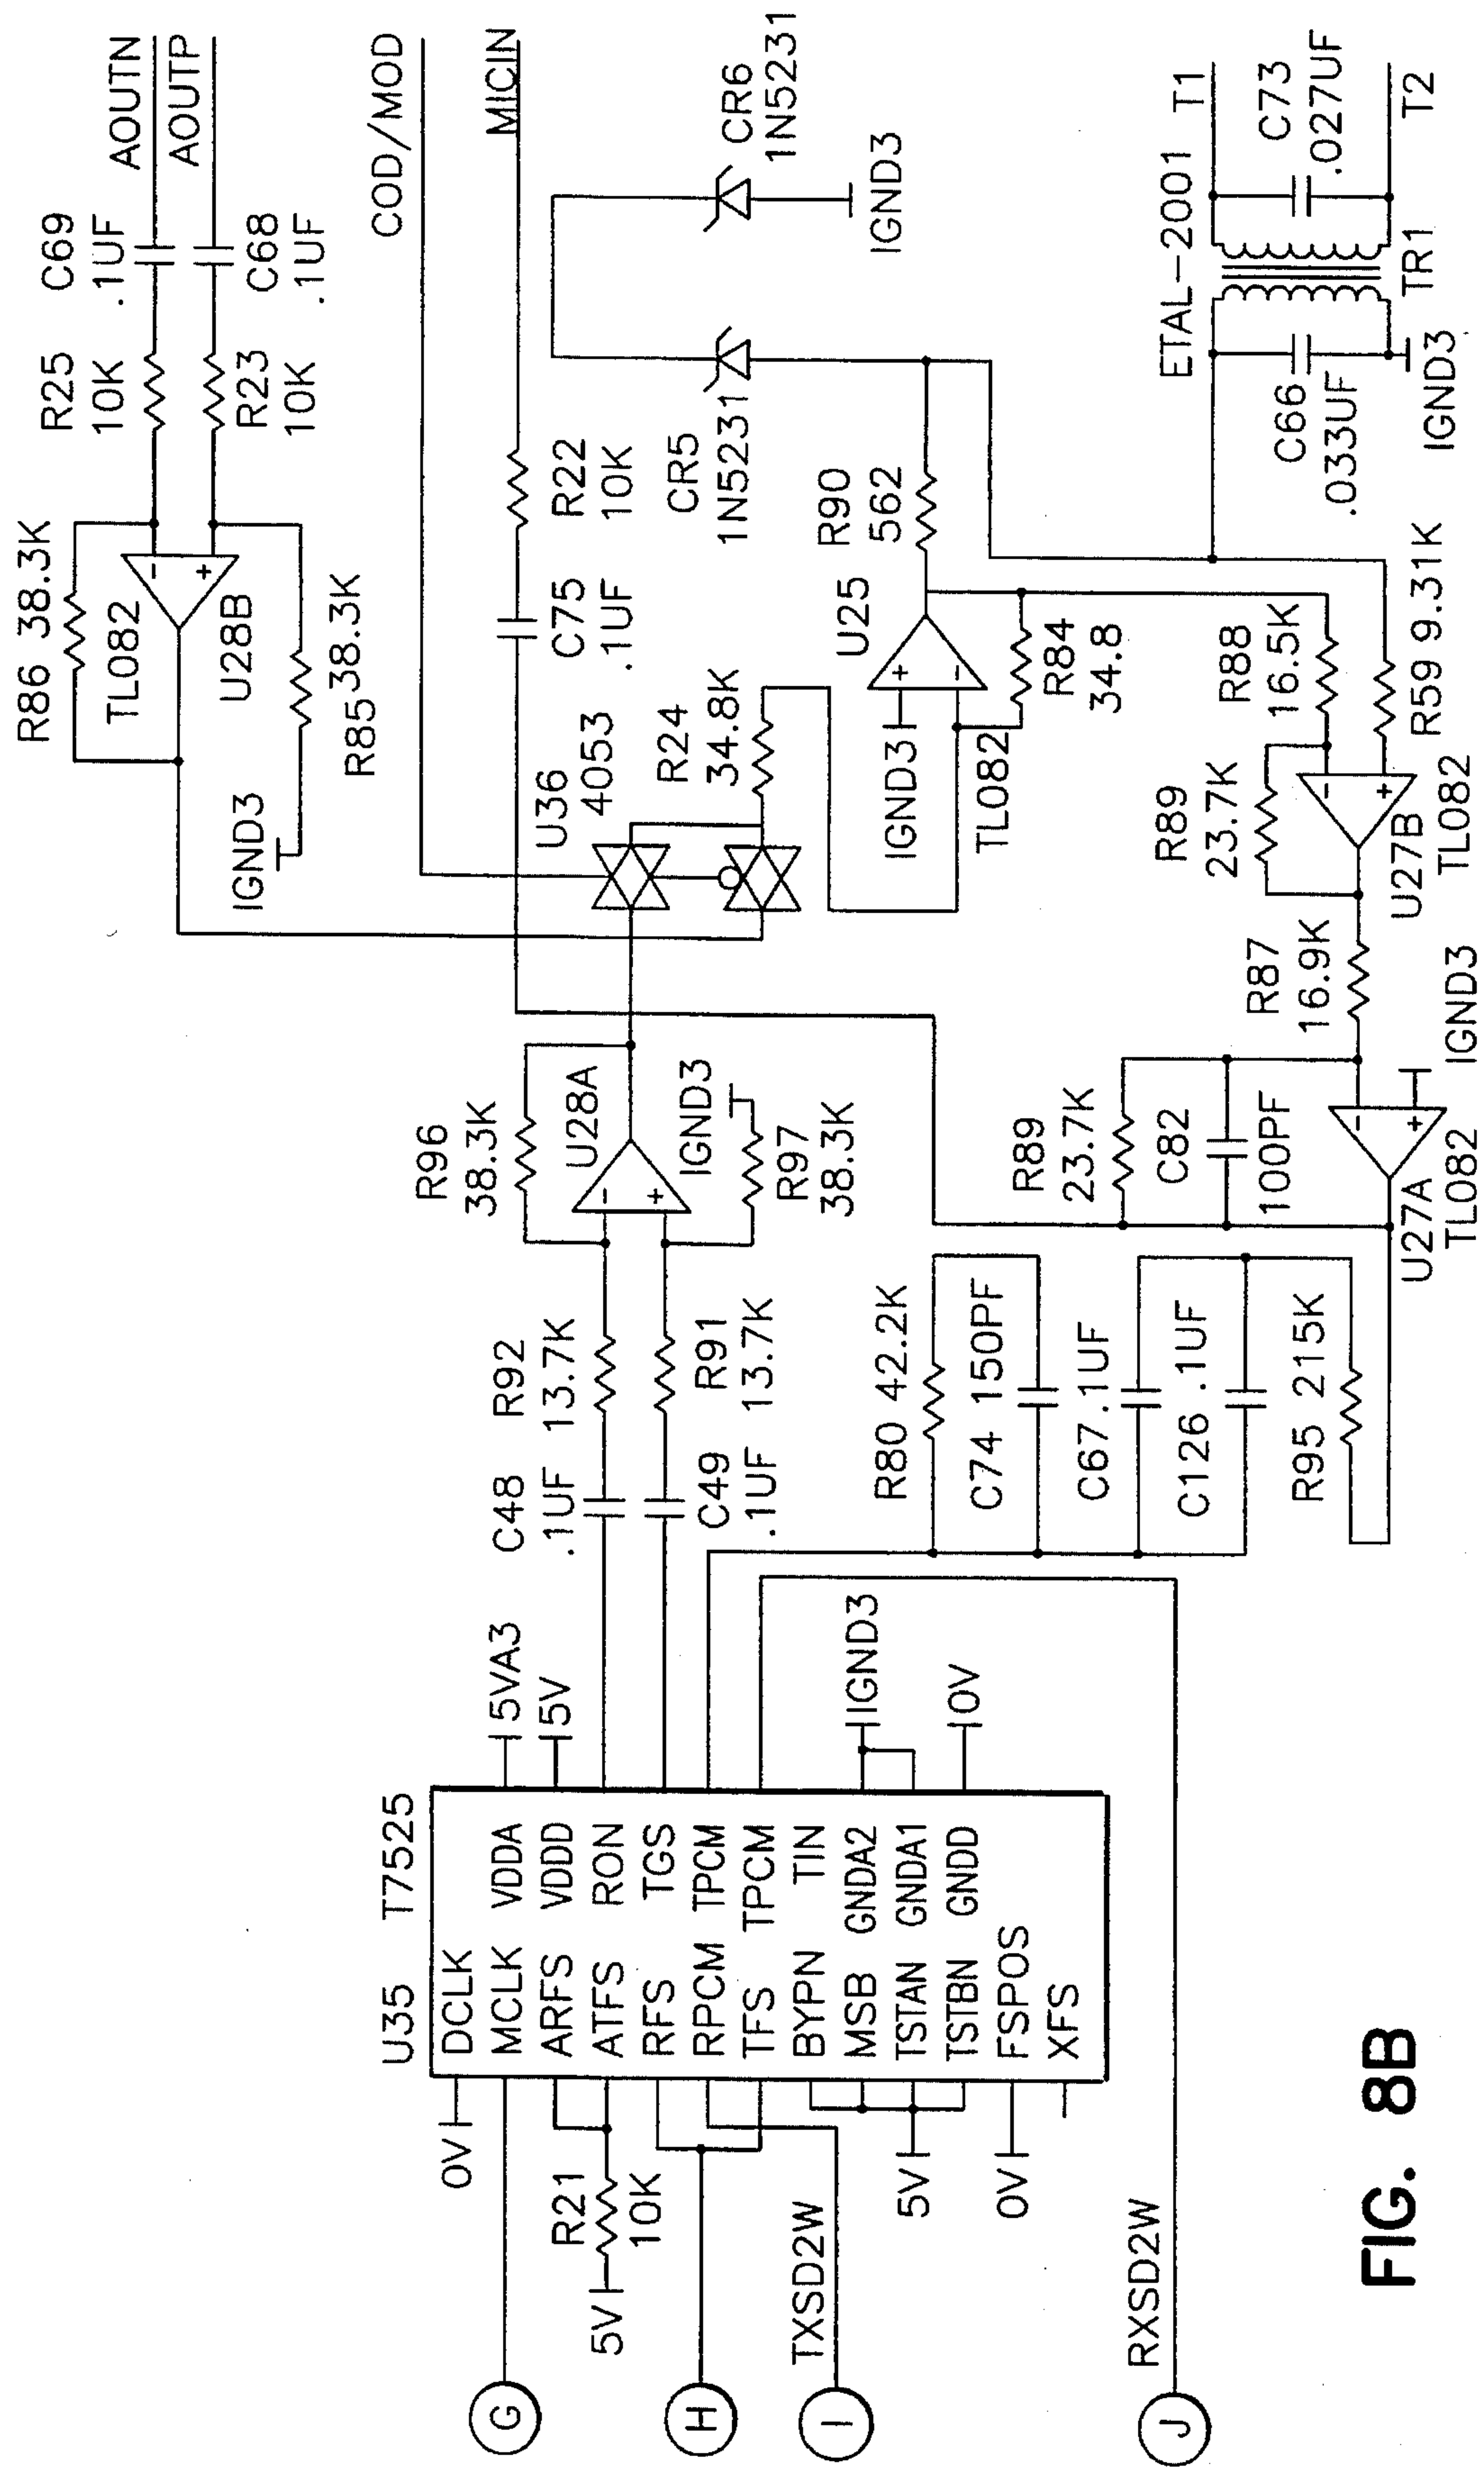 AOUTN
AOUTP
C69
.1UF
C68
.1UF
R25
10K
R23
10K
R86 38.3K
TL082
U28B
-
+
R85 38.3K
IGND3
COD/MOD
MICIN
R22
10K
C75
.1UF
CR5
1N5231
CR6
1N5231
IGND3
U36
4053
R24
34.8K
R90
562
U25
+
-
IGND3
TL082
R84
34.8
ETAL-2001
T1
C73
.027UF
T2
TR1
C66
.033UF
IGND3
R88
16.5K
R59 9.31K
R89
23.7K
-
+
U27B
TL082
R87
16.9K
IGND3
R96
38.3K
U28A
-
+
IGND3
R97
38.3K
R89
23.7K
C82
100PF
-
+
U27A
TL082
C48
.1UF
R92
13.7K
C49
.1UF
R91
13.7K
R80 42.2K
C74 150PF
C67 .1UF
C126 .1UF
R95 215K
U35 T7525
DCLK
MCLK VDDA
ARFS VDDD
ATFS RON
RFS TGS
RPCM TPCM
TFS TPCM
BYPN TIN
MSB GNDA2
TSTAN GNDA1
TSTBN GNDD
FSPOS
XFS
5VA3
5V
IGND3
0V
0V
R21
10K
5V
5V
0V
TXSD2W
RXSD2W
G
H
I
J
FIG. 8B